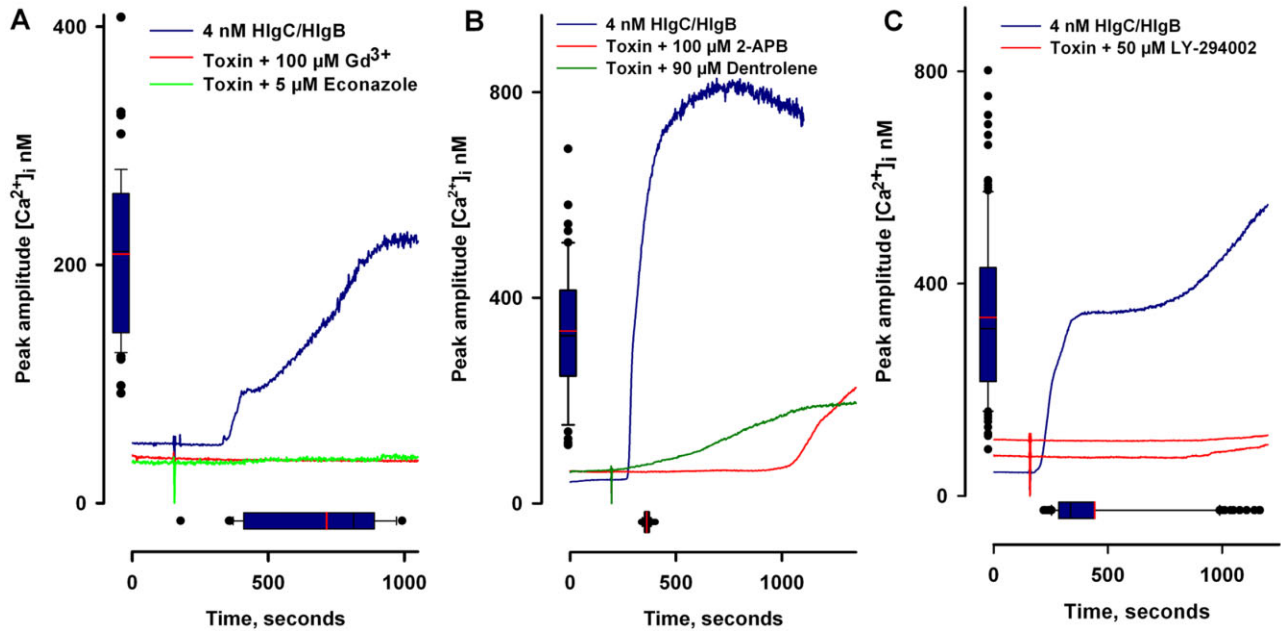 A
4 nM HlgC/HlgB
Toxin + 100 µM Gd³⁺
Toxin + 5 µM Econazole
Peak amplitude [Ca²⁺]ᵢ nM
400
200
0
0 500 1000
Time, seconds
B
4 nM HlgC/HlgB
Toxin + 100 µM 2-APB
Toxin + 90 µM Dentrolene
Peak amplitude [Ca²⁺]ᵢ nM
800
400
0
0 500 1000
Time, seconds
C
4 nM HlgC/HlgB
Toxin + 50 µM LY-294002
Peak amplitude [Ca²⁺]ᵢ nM
800
400
0
0 500 1000
Time, seconds